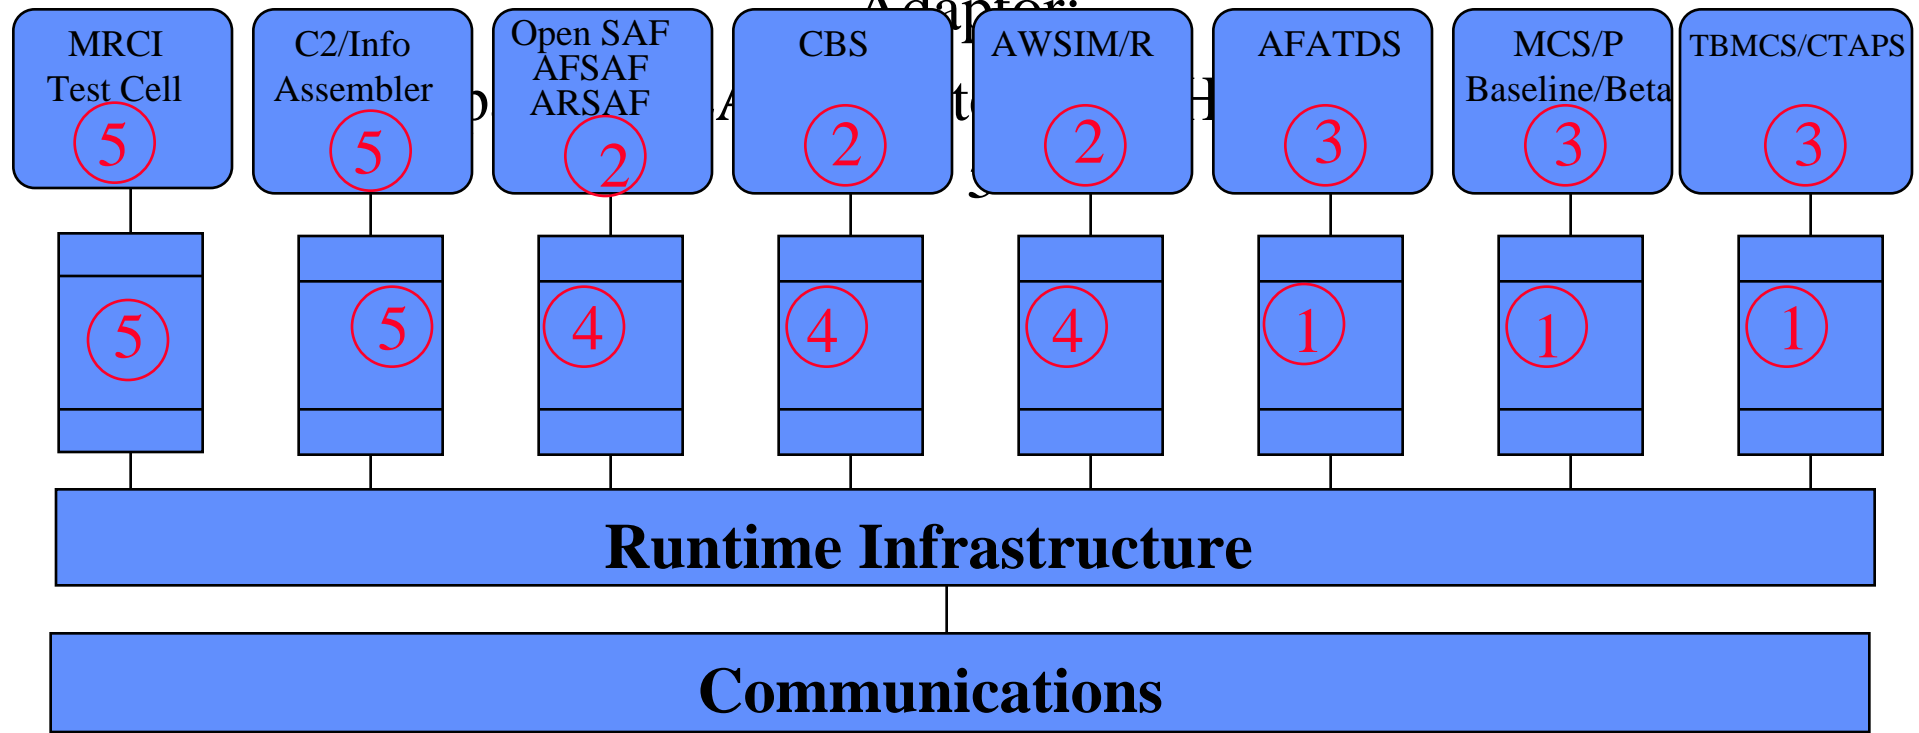 Adaptor:
MRCI
Test Cell
5
C2/Info
Assembler
5
Open SAF
AFSAF
ARSAF
2
CBS
2
AWSIM/R
2
AFATDS
3
MCS/P
Baseline/Beta
3
TBMCS/CTAPS
3
5
5
4
4
4
1
1
1
Runtime Infrastructure
Communications